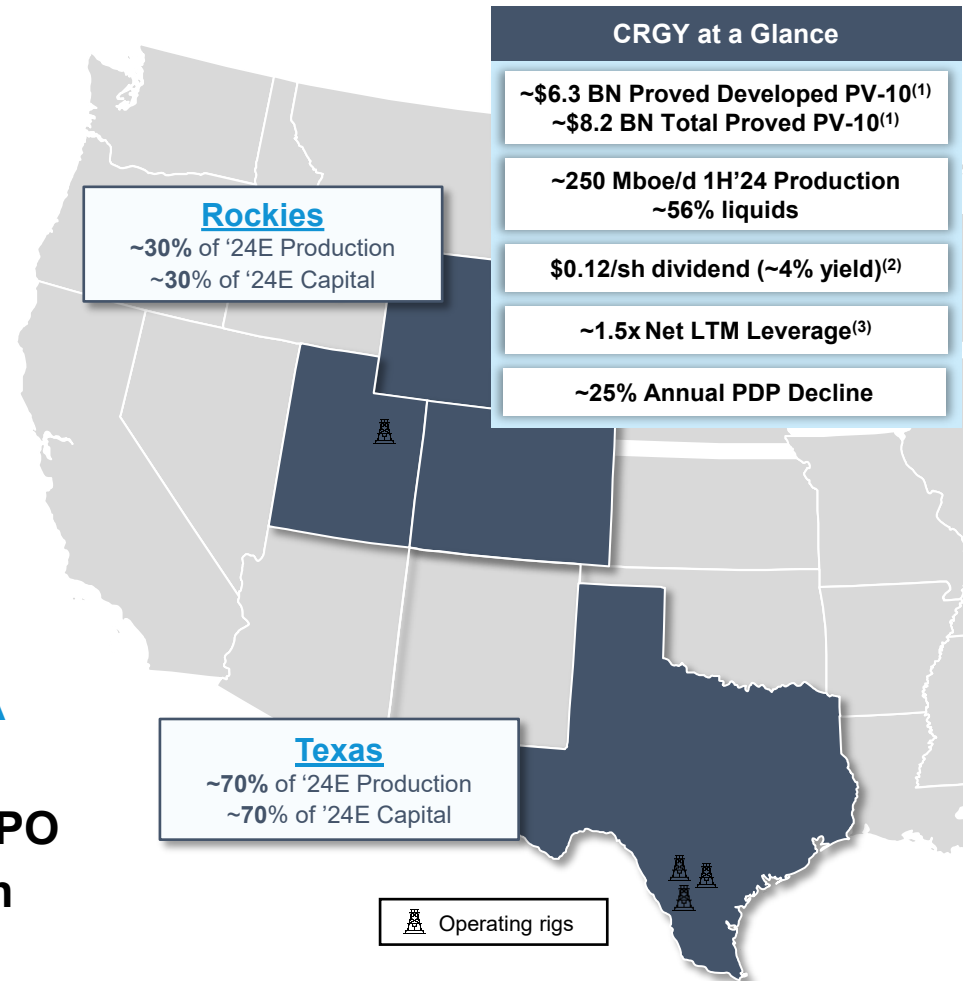 CRGY at a Glance
~$6.3 BN Proved Developed PV-10(1)
~$8.2 BN Total Proved PV-10(1)
~250 Mboe/d 1H'24 Production
~56% liquids
$0.12/sh dividend (~4% yield)(2)
~1.5x Net LTM Leverage(3)
~25% Annual PDP Decline
Rockies
~30% of ‘24E Production
~30% of ‘24E Capital
Texas
~70% of ‘24E Production
~70% of ’24E Capital
PO
Operating rigs